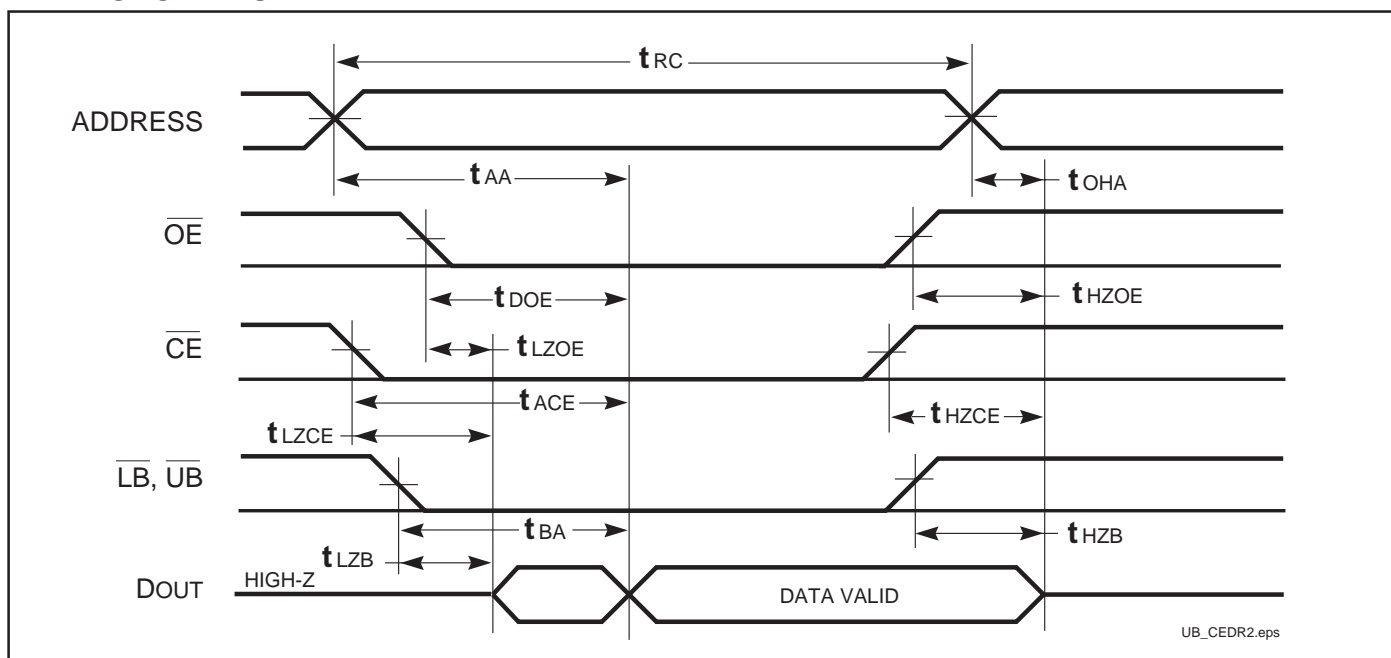 tRC
ADDRESS
tAA
tOHA
OE
tDOE
tHZOE
CE
tLZOE
tACE
tHZCE
tLZCE
LB, UB
tBA
tHZB
tLZB
DOUT
HIGH-Z
DATA VALID
UB_CEDR2.eps